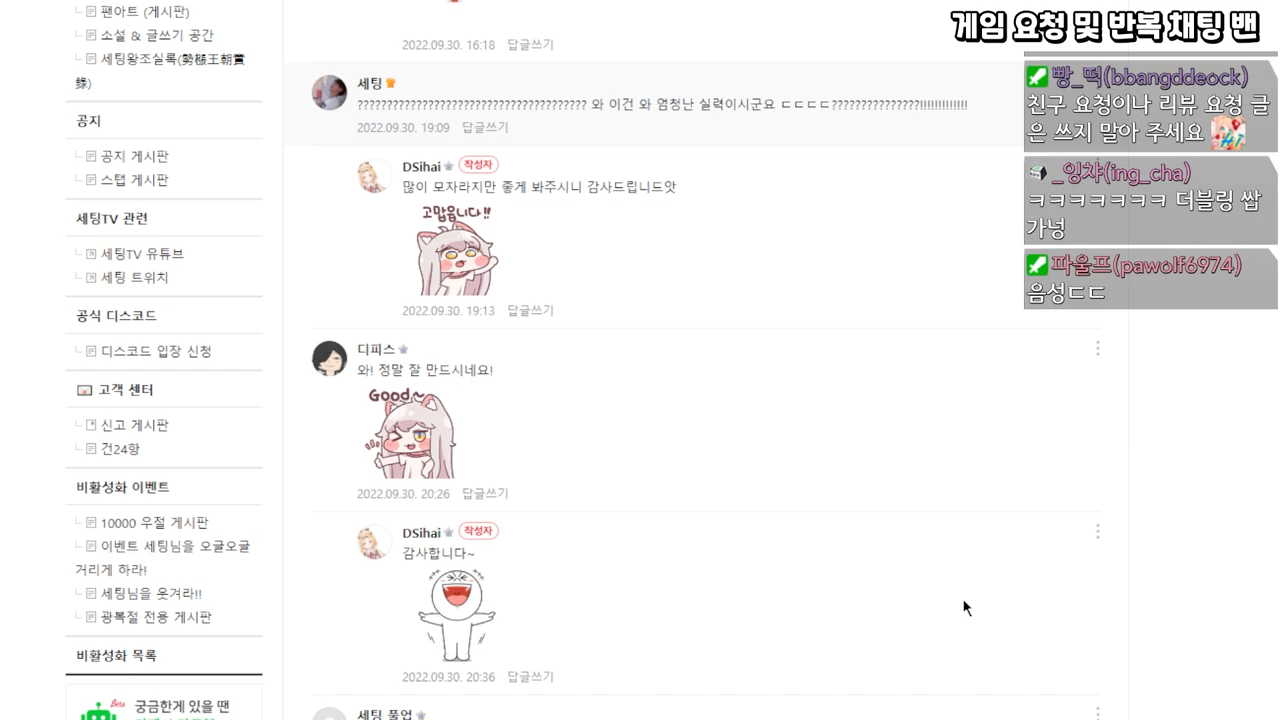 팬아트 (게시판)
소설 & 글쓰기 공간
세팅왕조실록(勢極王朝實
錄)
공지
공지 게시판
스탭 게시판
세팅TV 관련
세팅TV 유튜브
세팅 트위치
공식 디스코드
디스코드 입장 신청
고객 센터
신고 게시판
건24항
비활성화 이벤트
10000 우절 게시판
이벤트 세팅님을 오글오글
거리게 하라!
세팅님을 웃겨라!!
광복절 전용 게시판
비활성화 목록
Beta
궁금한게 있을 땐
2022.09.30. 16:18 답글쓰기
세팅
??????????????????????????????????????? 와 이건 와 엄청난 실력이시군요 ㄷㄷㄷㄷ???????????????!!!!!!!!!!!!!
2022.09.30. 19:09 답글쓰기
DSihai 작성자
많이 모자라지만 좋게 봐주시니 감사드립니드앗
고맙읍니다!!
2022.09.30. 19:13 답글쓰기
디피스
와! 정말 잘 만드시네요!
Good~
2022.09.30. 20:26 답글쓰기
DSihai 작성자
감사합니다~
2022.09.30. 20:36 답글쓰기
세팅 풀업
게임 요청 및 반복 채팅 밴
빵_떡(bbangddeock)
친구 요청이나 리뷰 요청 글
은 쓰지 말아 주세요
_잉챠(ing_cha)
ㅋㅋㅋㅋㅋㅋㅋ 더블링 쌉
가넝
파울프(pawolf6974)
음성ㄷㄷ